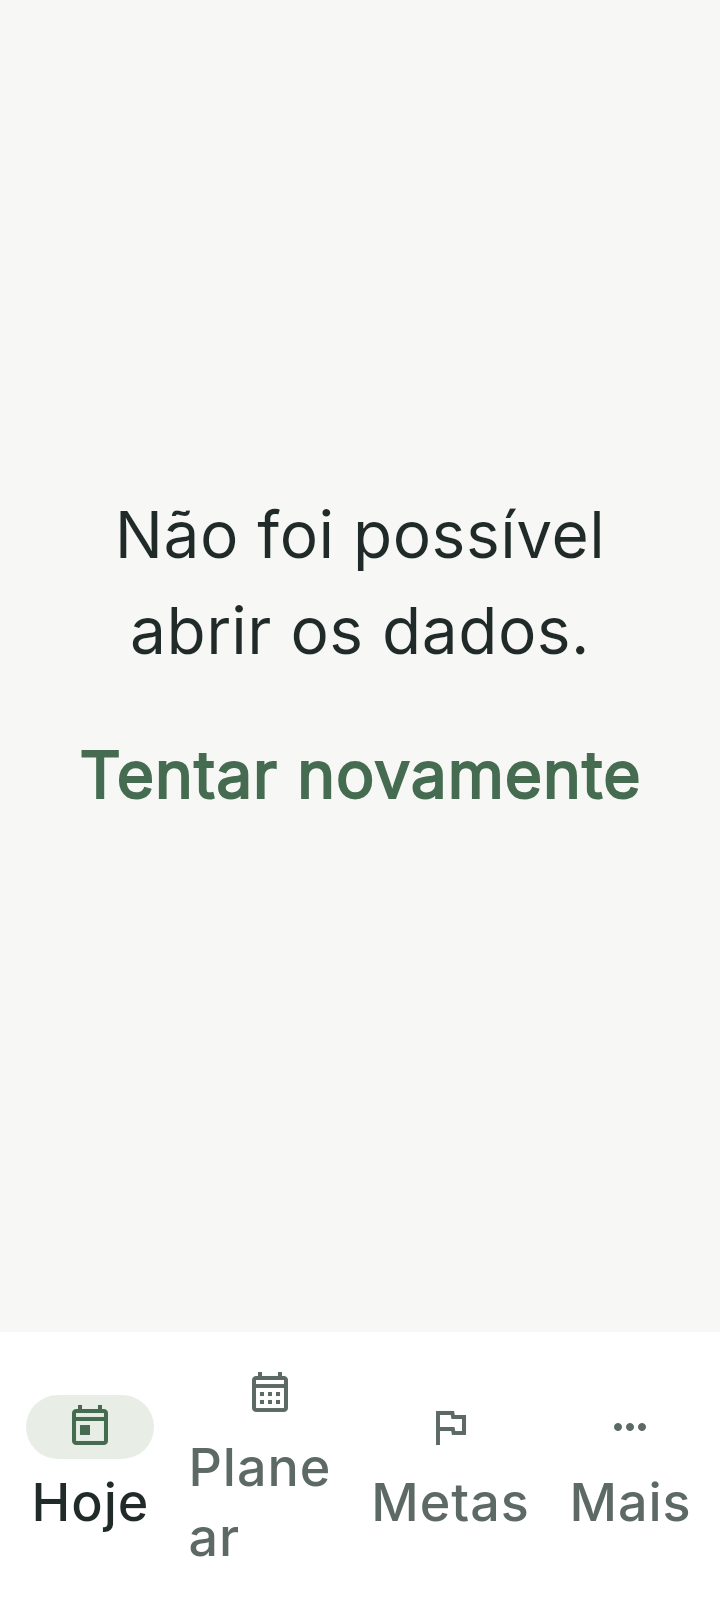 Não foi possível
abrir os dados.
Tentar novamente
Hoje
Plane
ar
Metas
Mais